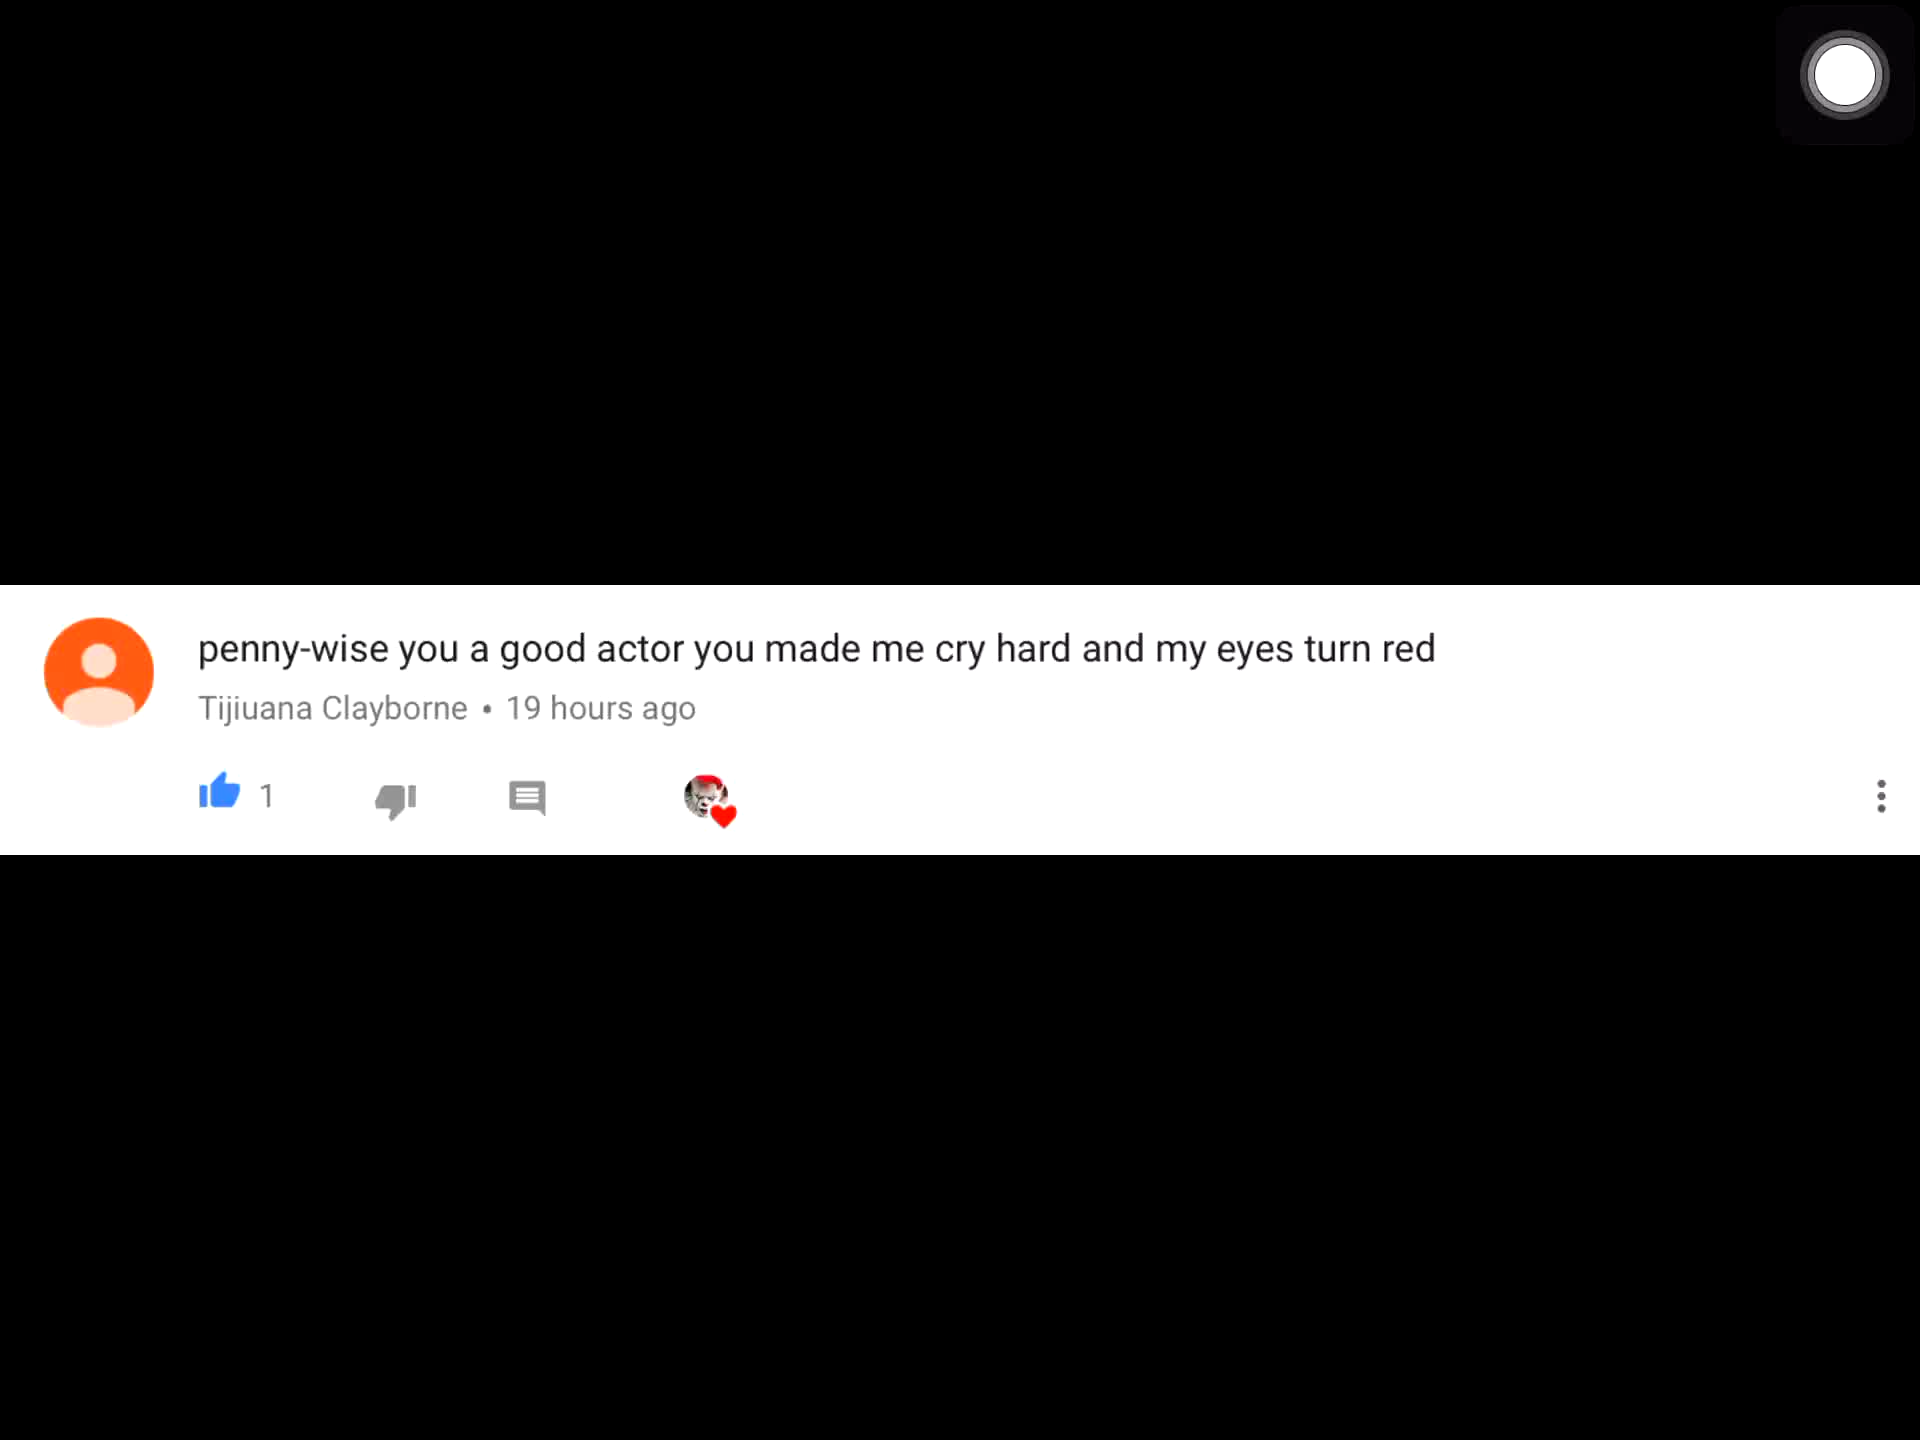 penny-wise you a good actor you made me cry hard and my eyes turn red
Tijiuana Clayborne • 19 hours ago
1